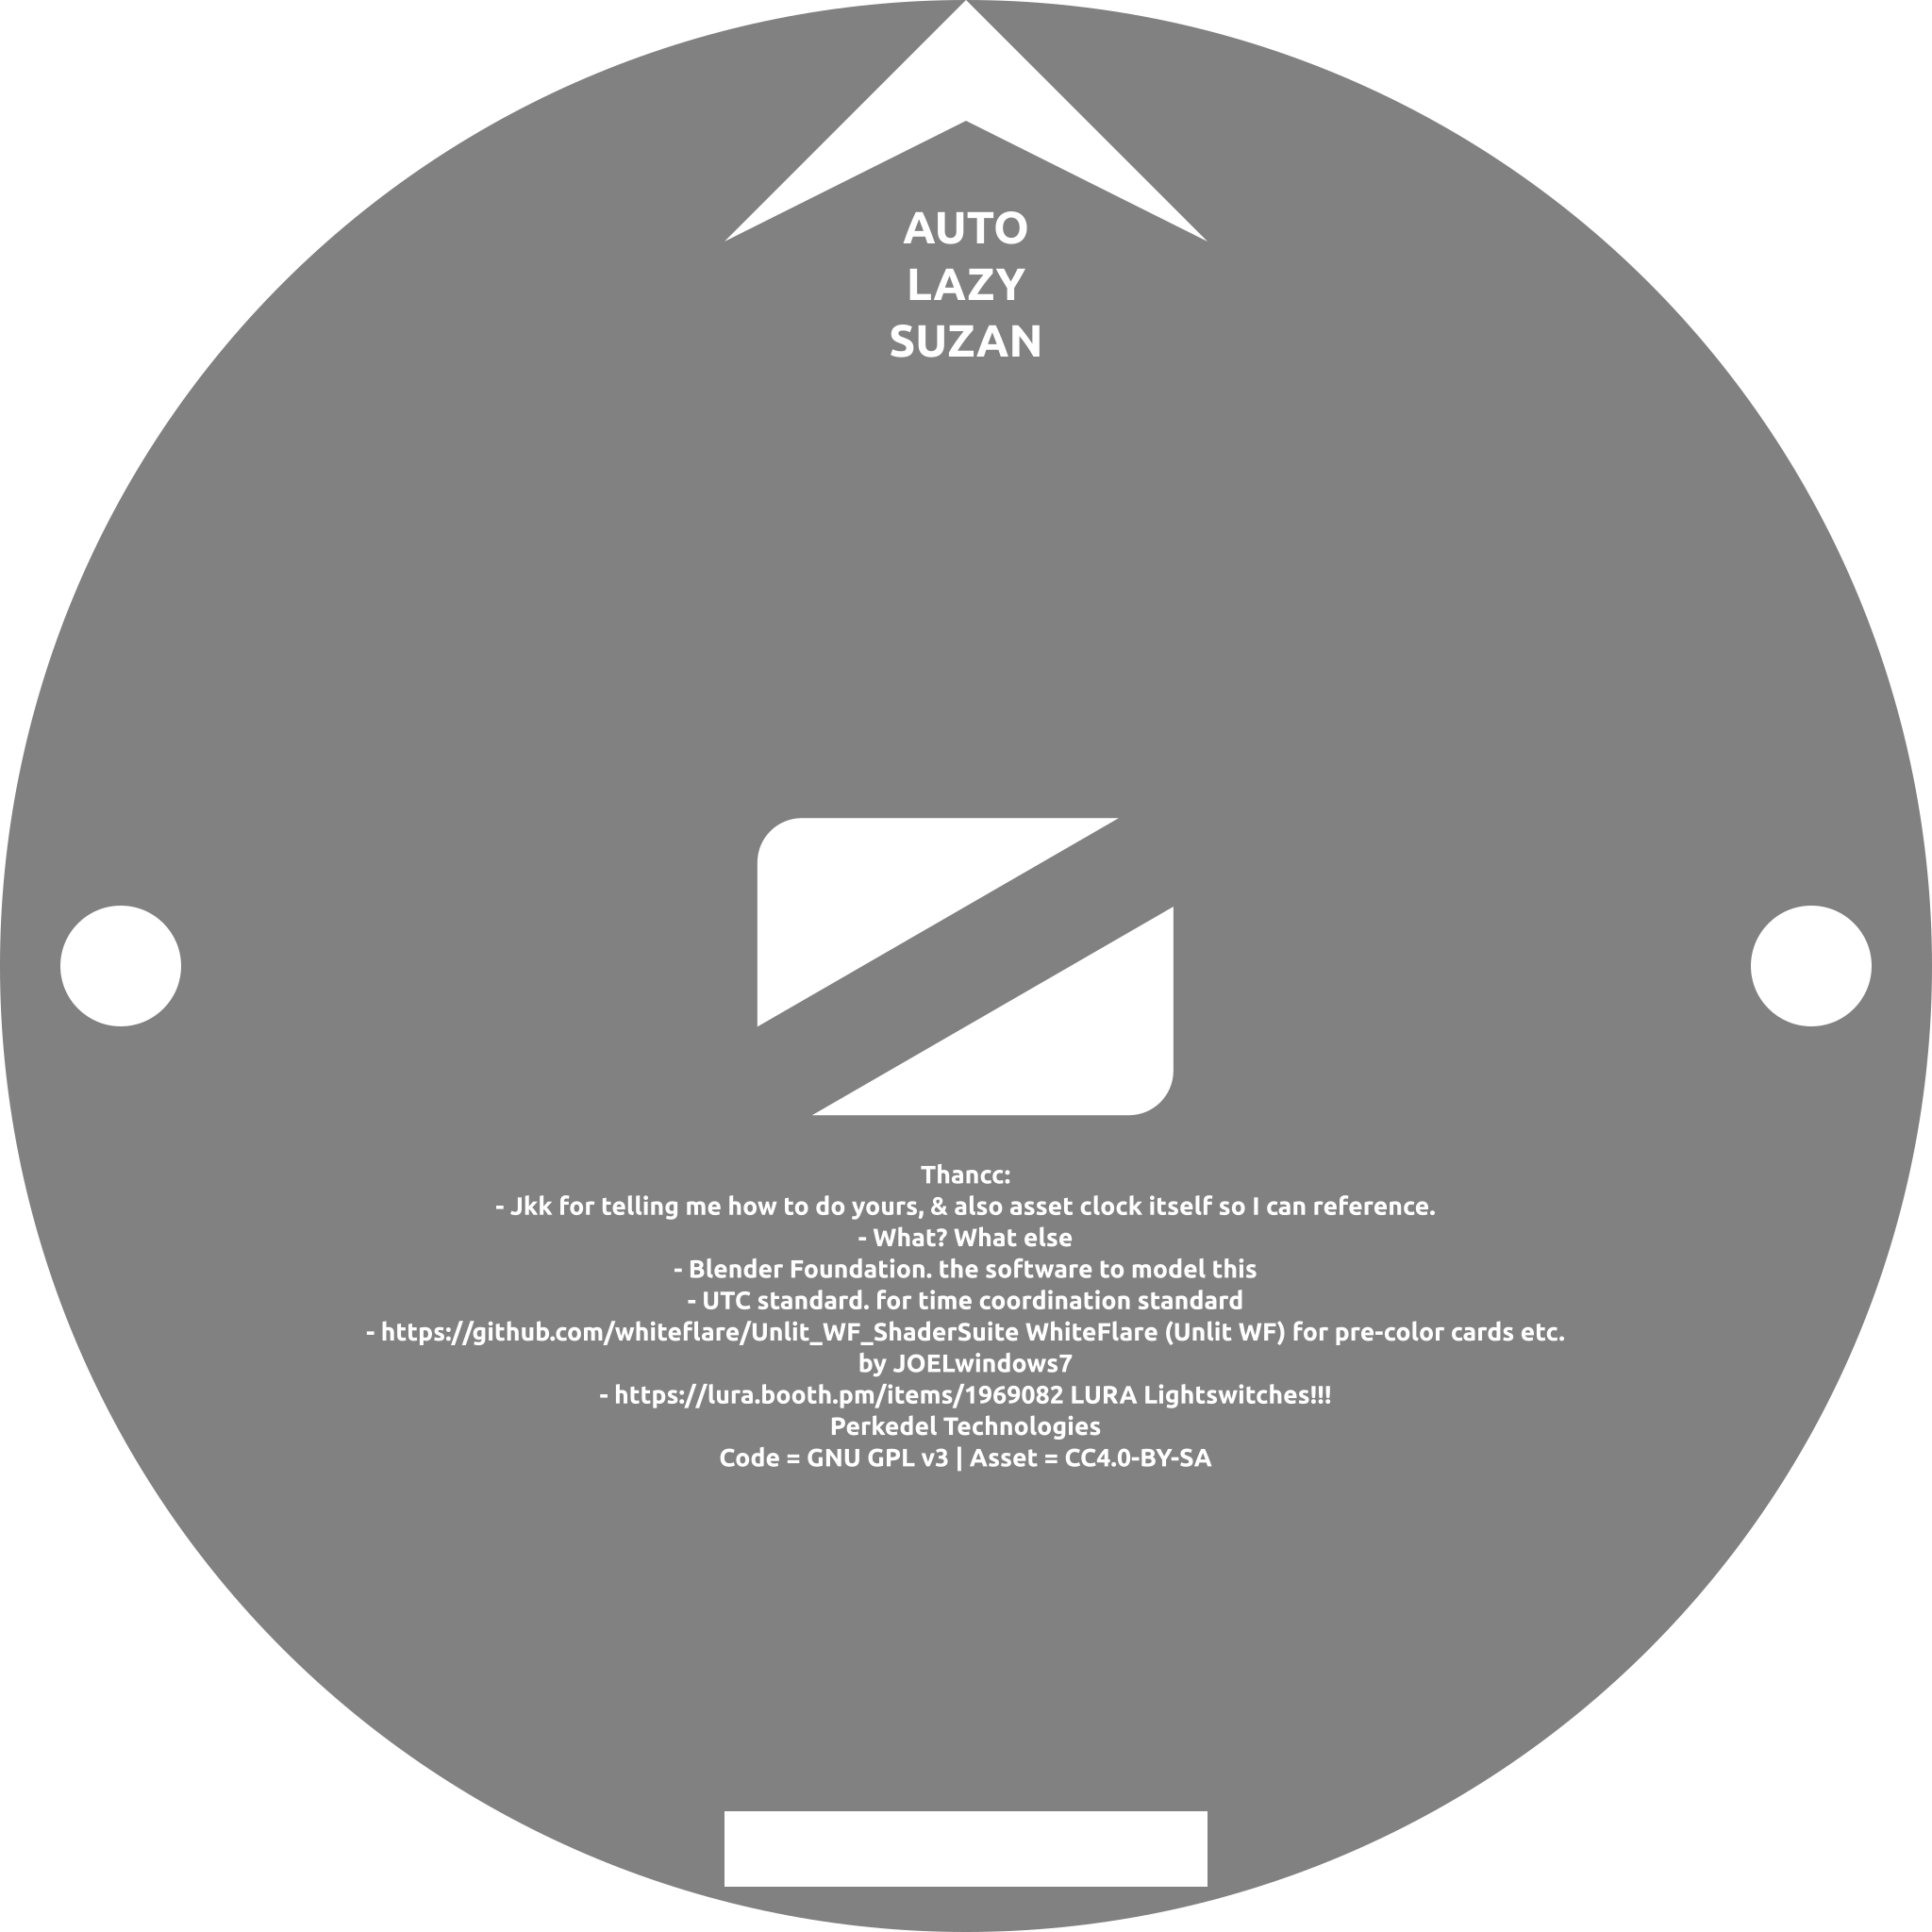 AUTO
LAZY
SUZAN
Thancc:
- Jkk for telling me how to do yours, & also asset clock itself so I can reference.
- What? What else
- Blender Foundation. the software to model this
- UTC standard. for time coordination standard
- https://github.com/whiteflare/Unlit_WF_ShaderSuite WhiteFlare (Unlit WF) for pre-color cards etc.
by JOELwindows7
- https://lura.booth.pm/items/1969082 LURA Lightswitches!!!
Perkedel Technologies
Code = GNU GPL v3 | Asset = CC4.0-BY-SA